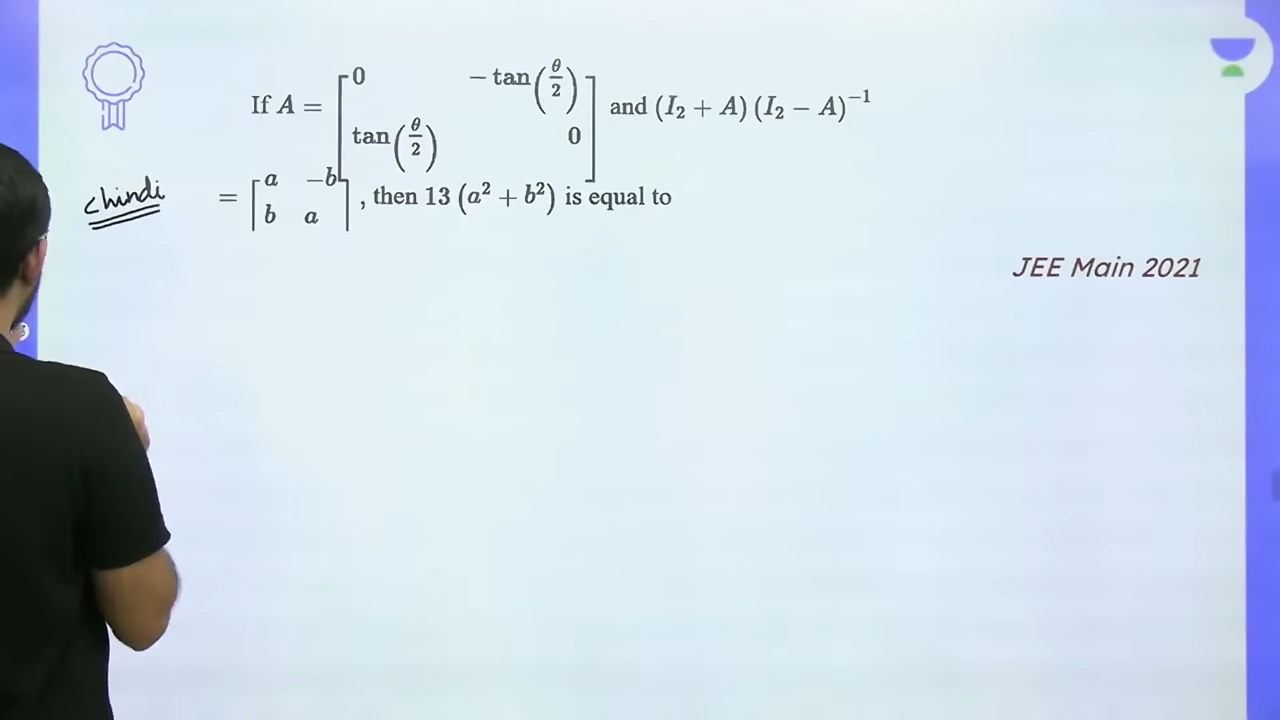 If A = [0 −tan(θ/2) tan(θ/2) 0] and (I₂ + A)(I₂ − A)⁻¹
= [a −b b a], then 13 (a² + b²) is equal to
chindi
JEE Main 2021